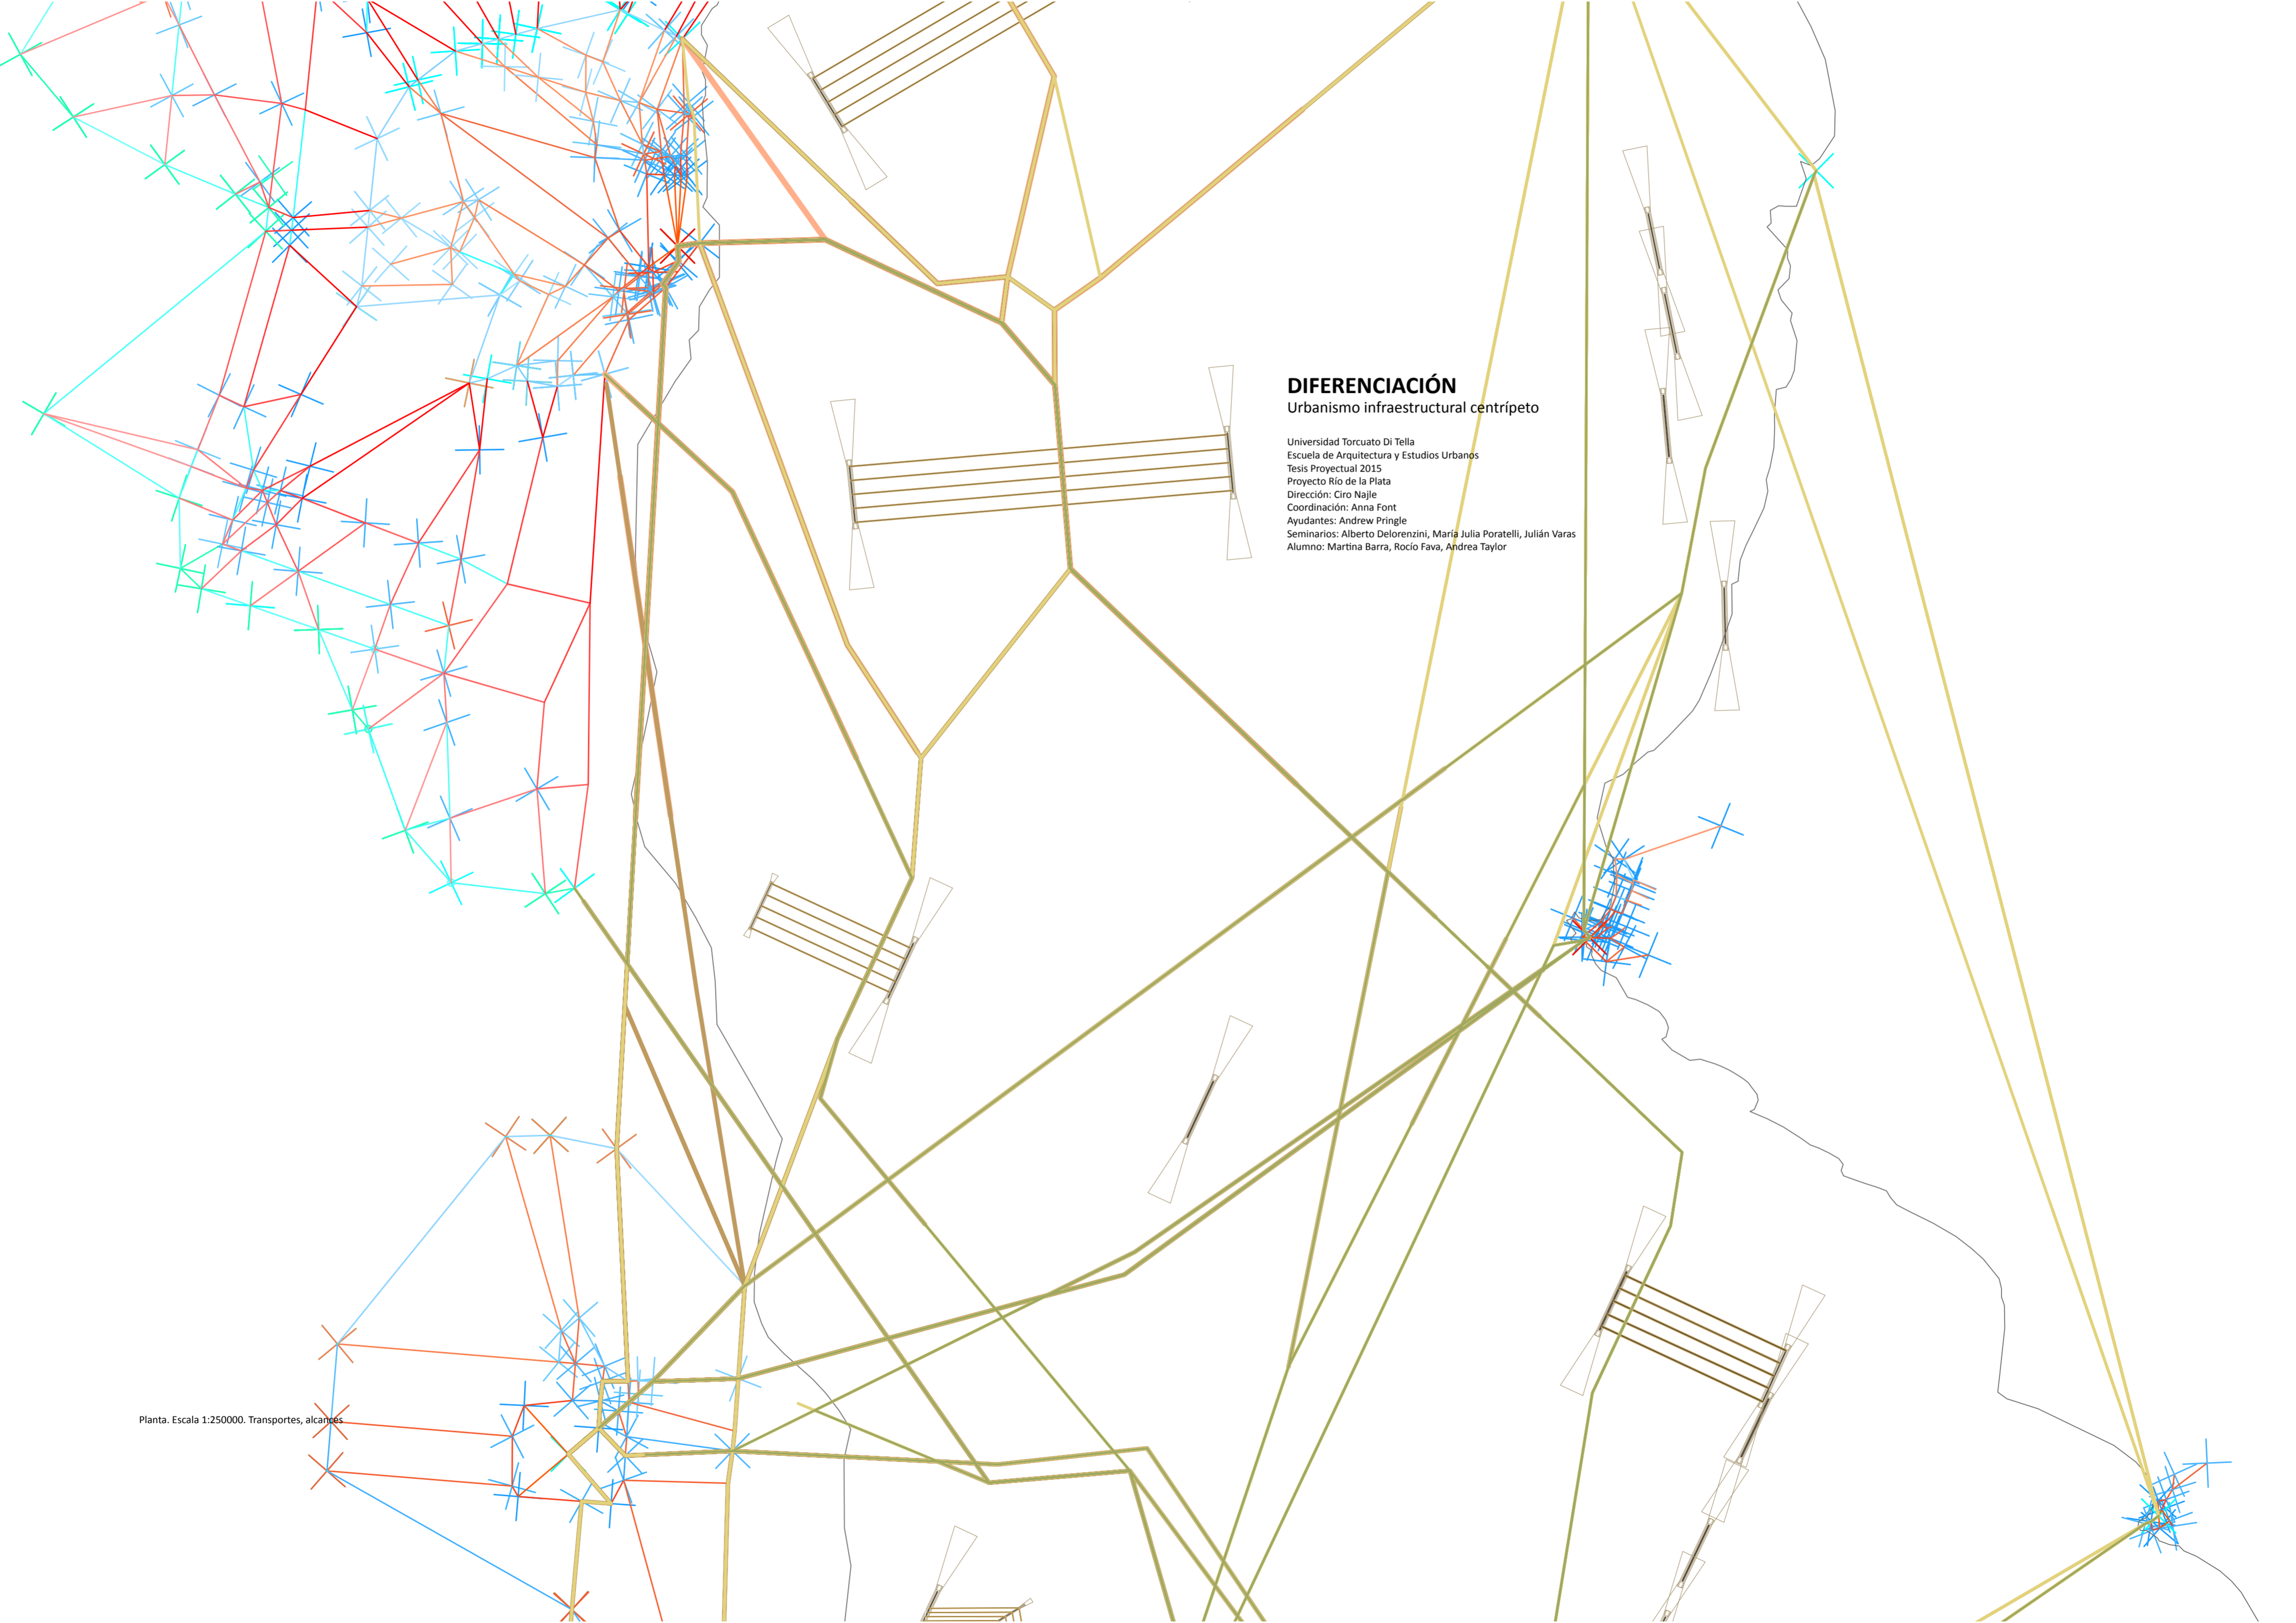 DIFERENCIACIÓN
Urbanismo infraestructural centrípeto
Universidad Torcuato Di Tella
Escuela de Arquitectura y Estudios Urbanos
Tesis Proyectual 2015
Proyecto Río de la Plata
Dirección: Ciro Najle
Coordinación: Anna Font
Ayudantes: Andrew Pringle
Seminarios: Alberto Delorenzini, María Julia Poratelli, Julián Varas
Alumno: Martina Barra, Rocío Fava, Andrea Taylor
Planta. Escala 1:250000. Transportes, alcances